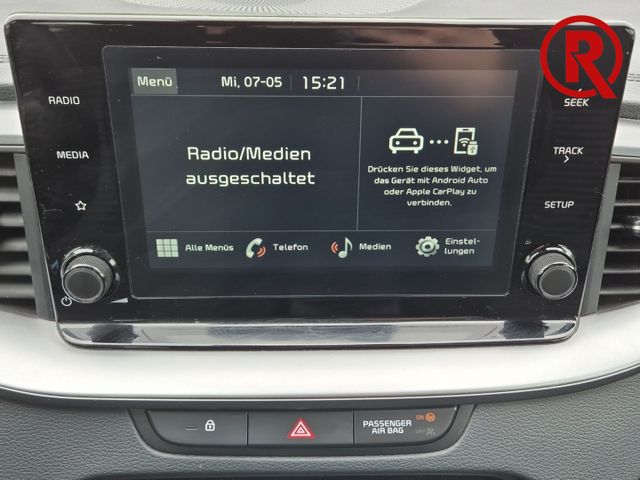 Menü Mi, 07-05 15:21
RADIO
MEDIA
Radio/Medien
ausgeschaltet
Drücken Sie dieses Widget, um
das Gerät mit Android Auto
oder Apple CarPlay zu
verbinden.
Alle Menüs Telefon Medien Einstel-
lungen
R
SEEK
TRACK
SETUP
PASSENGER
AIR BAG
ON
OFF